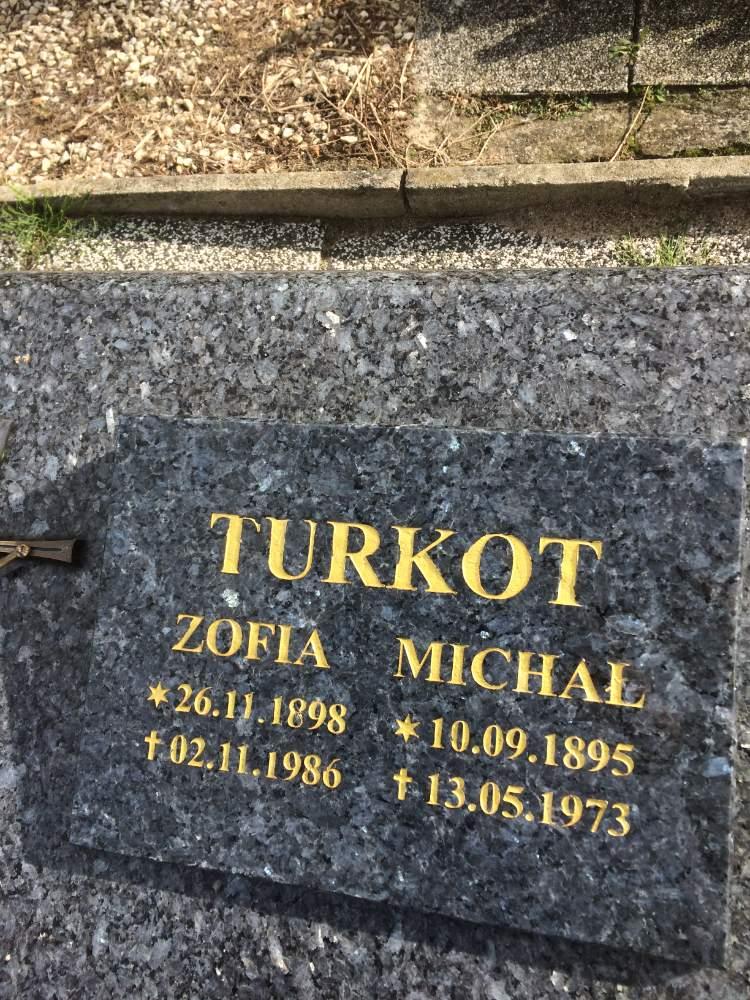 TURKOT
ZOFIA MICHAŁ
*26.11.1898 *10.09.1895
†02.11.1986 †13.05.1973